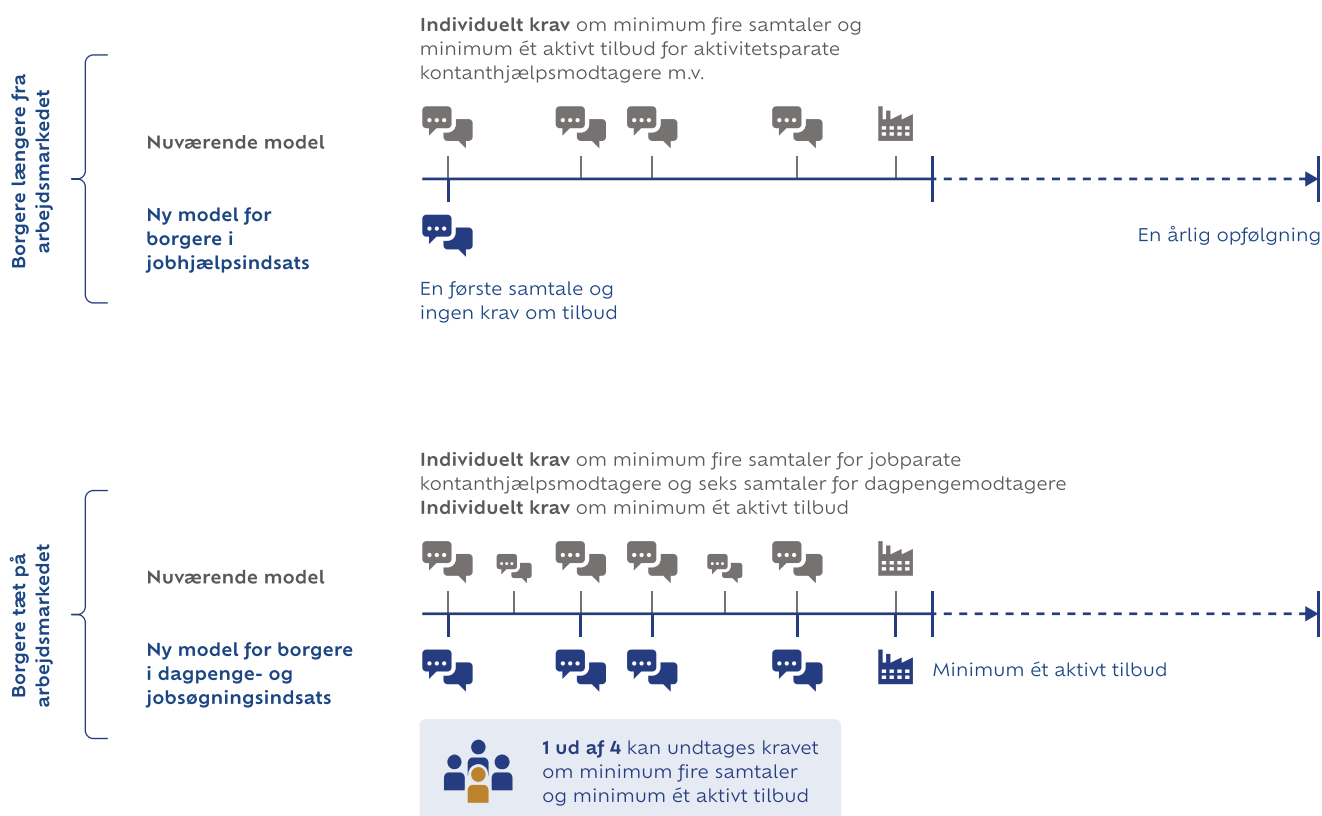 Individuelt krav om minimum fire samtaler og
minimum ét aktivt tilbud for aktivitetsparate
kontanthjælpsmodtagere m.v.
Borgere længere fra
arbejdsmarkedet
Nuværende model
Ny model for
borgere i
jobhjælpsindsats
En årlig opfølgning
En første samtale og
ingen krav om tilbud
Individuelt krav om minimum fire samtaler for jobparate
kontanthjælpsmodtagere og seks samtaler for dagpengemodtagere
Individuelt krav om minimum ét aktivt tilbud
Borgere tæt på
arbejdsmarkedet
Nuværende model
Ny model for borgere
i dagpenge- og
jobsøgningsindsats
Minimum ét aktivt tilbud
1 ud af 4 kan undtages kravet
om minimum fire samtaler
og minimum ét aktivt tilbud